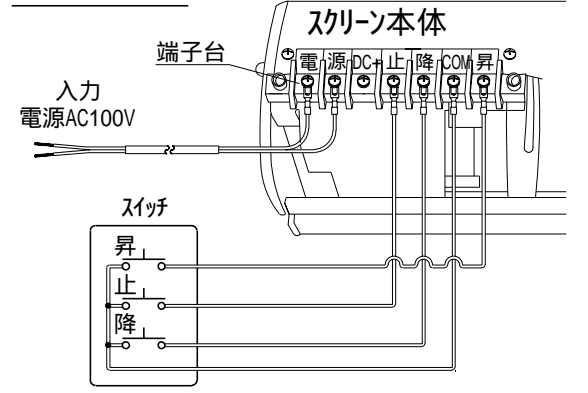 スクリーン本体
端子台
電 源 DC+ 止 降 COM 昇
入力
電源AC100V
スイッチ
昇
止
降